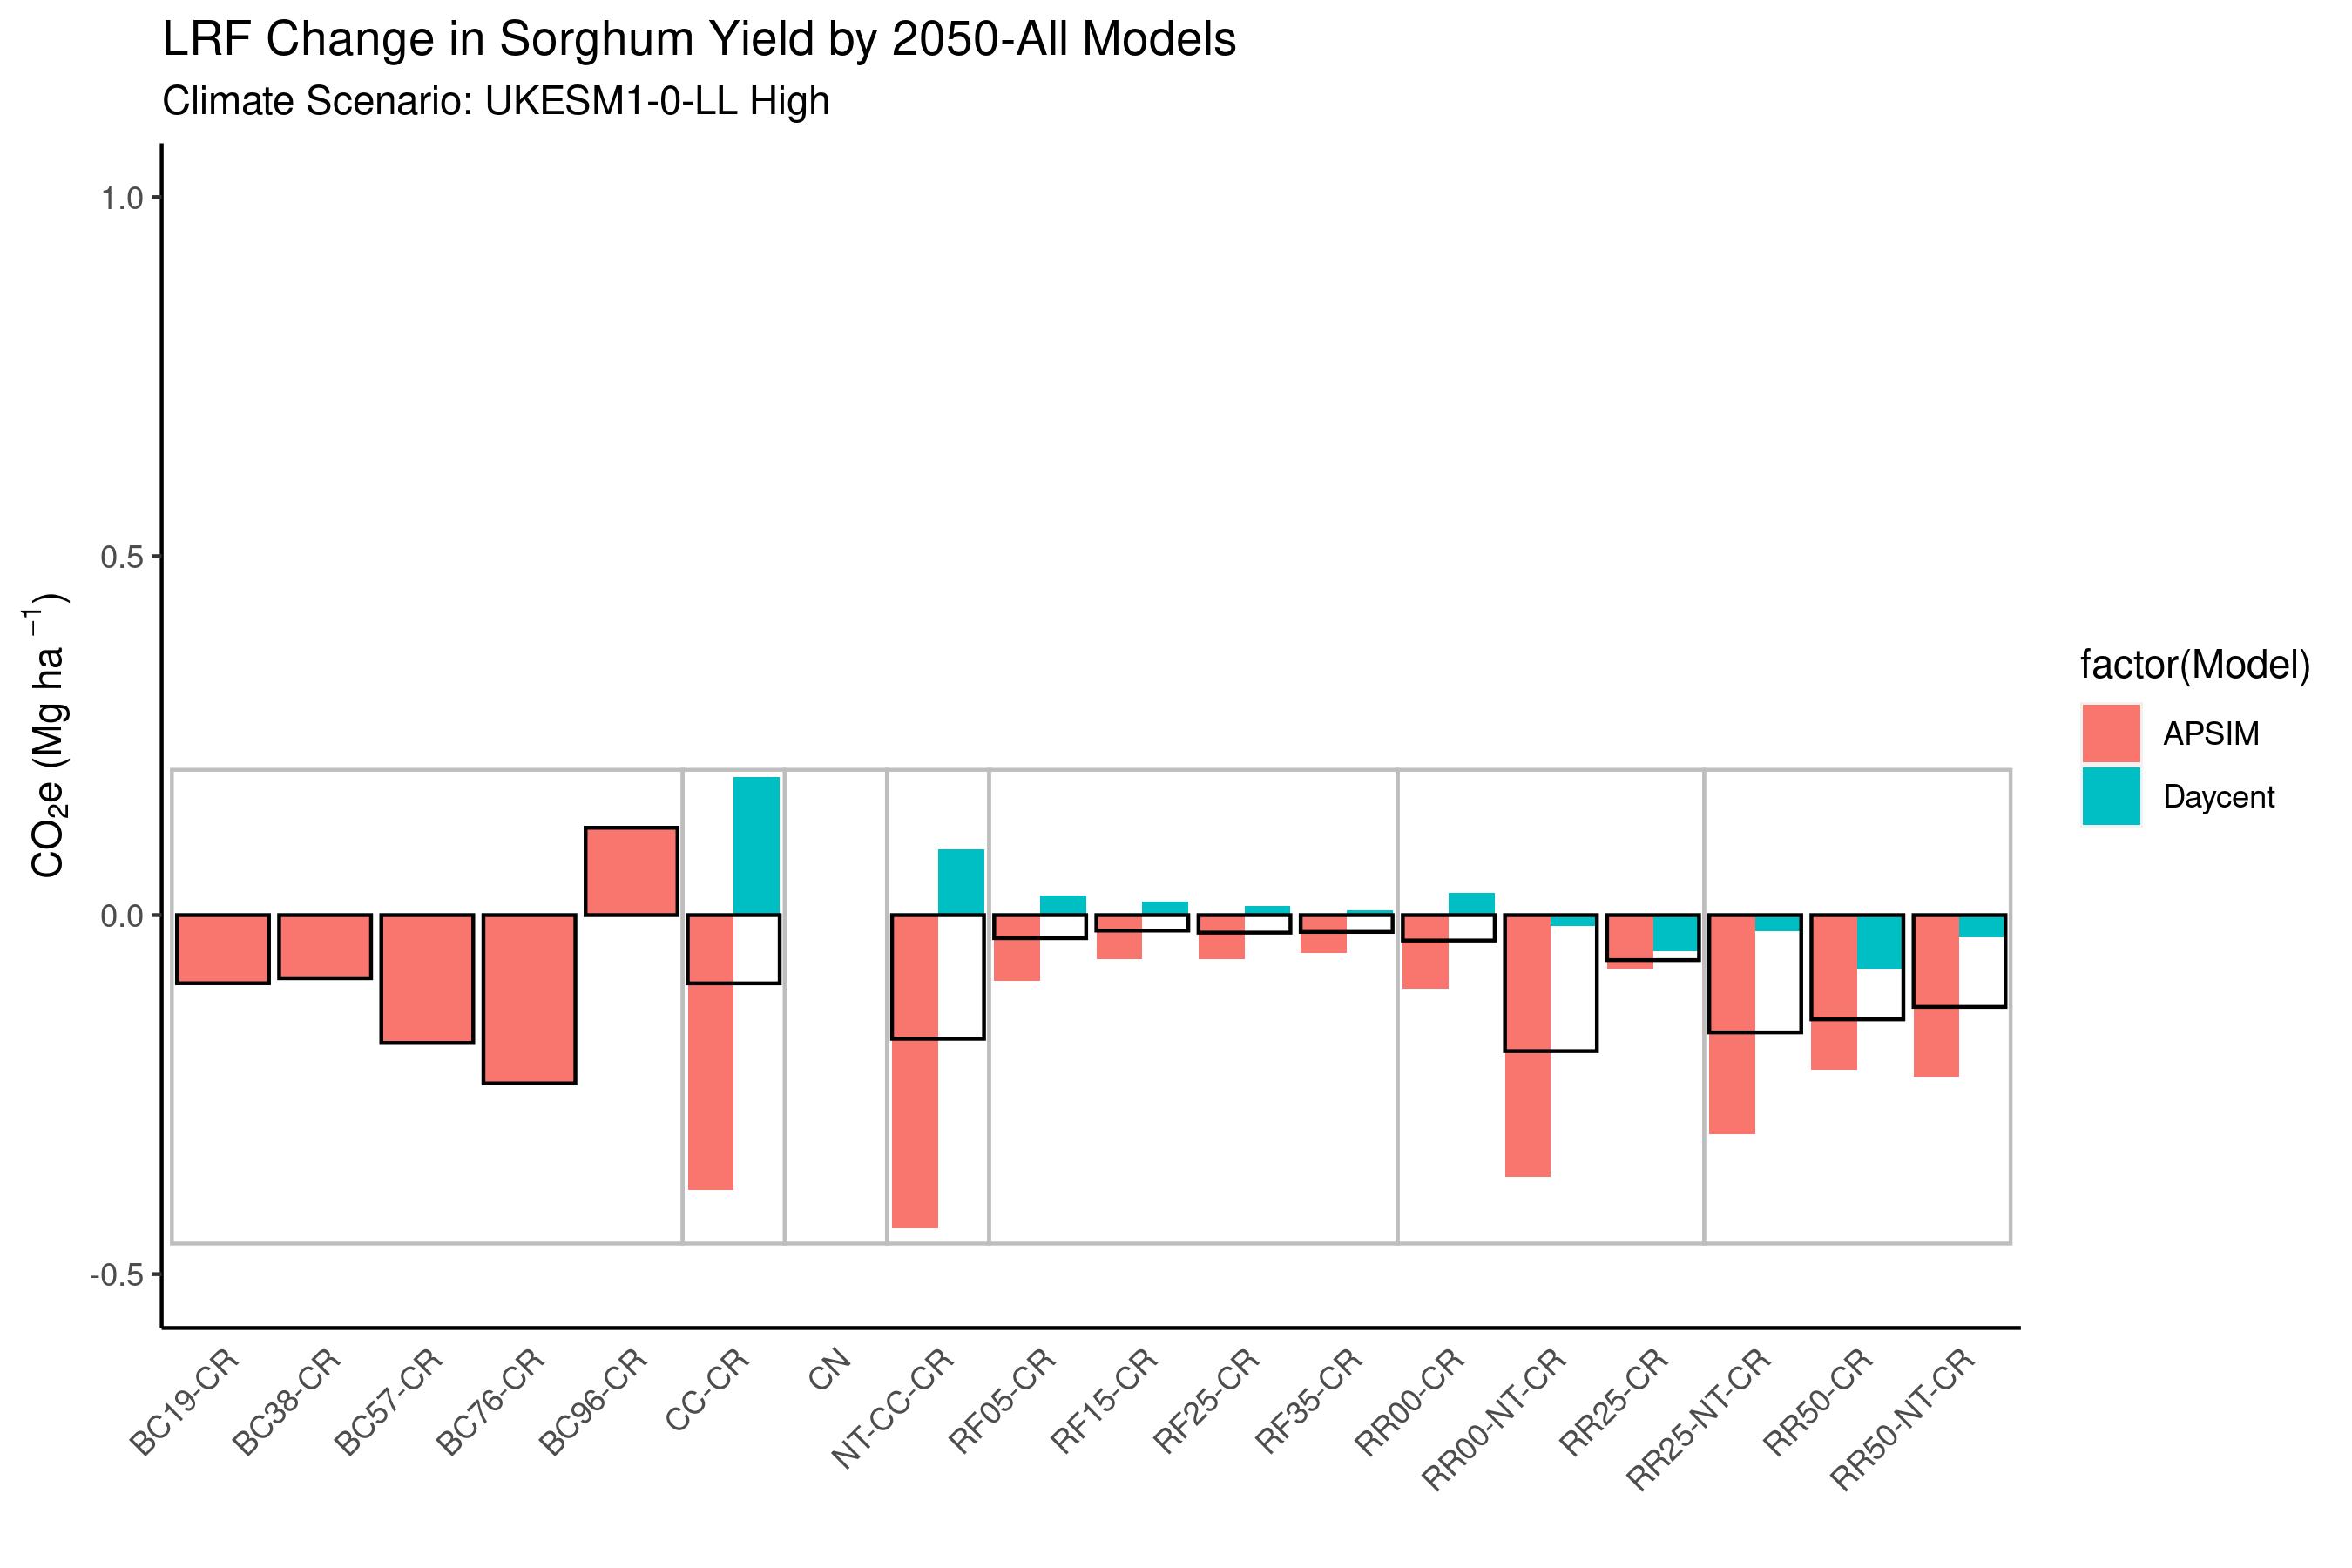 LRF Change in Sorghum Yield by 2050-All Models
Climate Scenario: UKESM1-0-LL High
CO₂e (Mg ha ⁻¹)
1.0
0.5
0.0
-0.5
BC19-CR
BC38-CR
BC57-CR
BC76-CR
BC96-CR
CC-CR
CN
NT-CC-CR
RF05-CR
RF15-CR
RF25-CR
RF35-CR
RR00-CR
RR00-NT-CR
RR25-CR
RR25-NT-CR
RR50-CR
RR50-NT-CR
factor(Model)
APSIM
Daycent